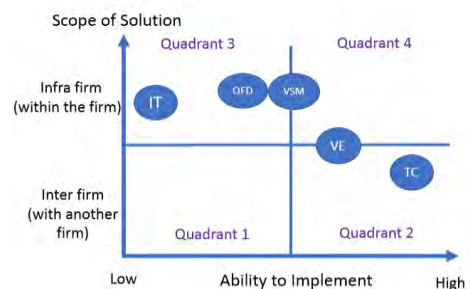 Scope of Solution
Quadrant 3
Quadrant 4
Infra firm
(within the firm)
IT
QFD
VSM
VE
TC
Inter firm
(with another
firm)
Quadrant 1
Quadrant 2
Low
Ability to Implement
High